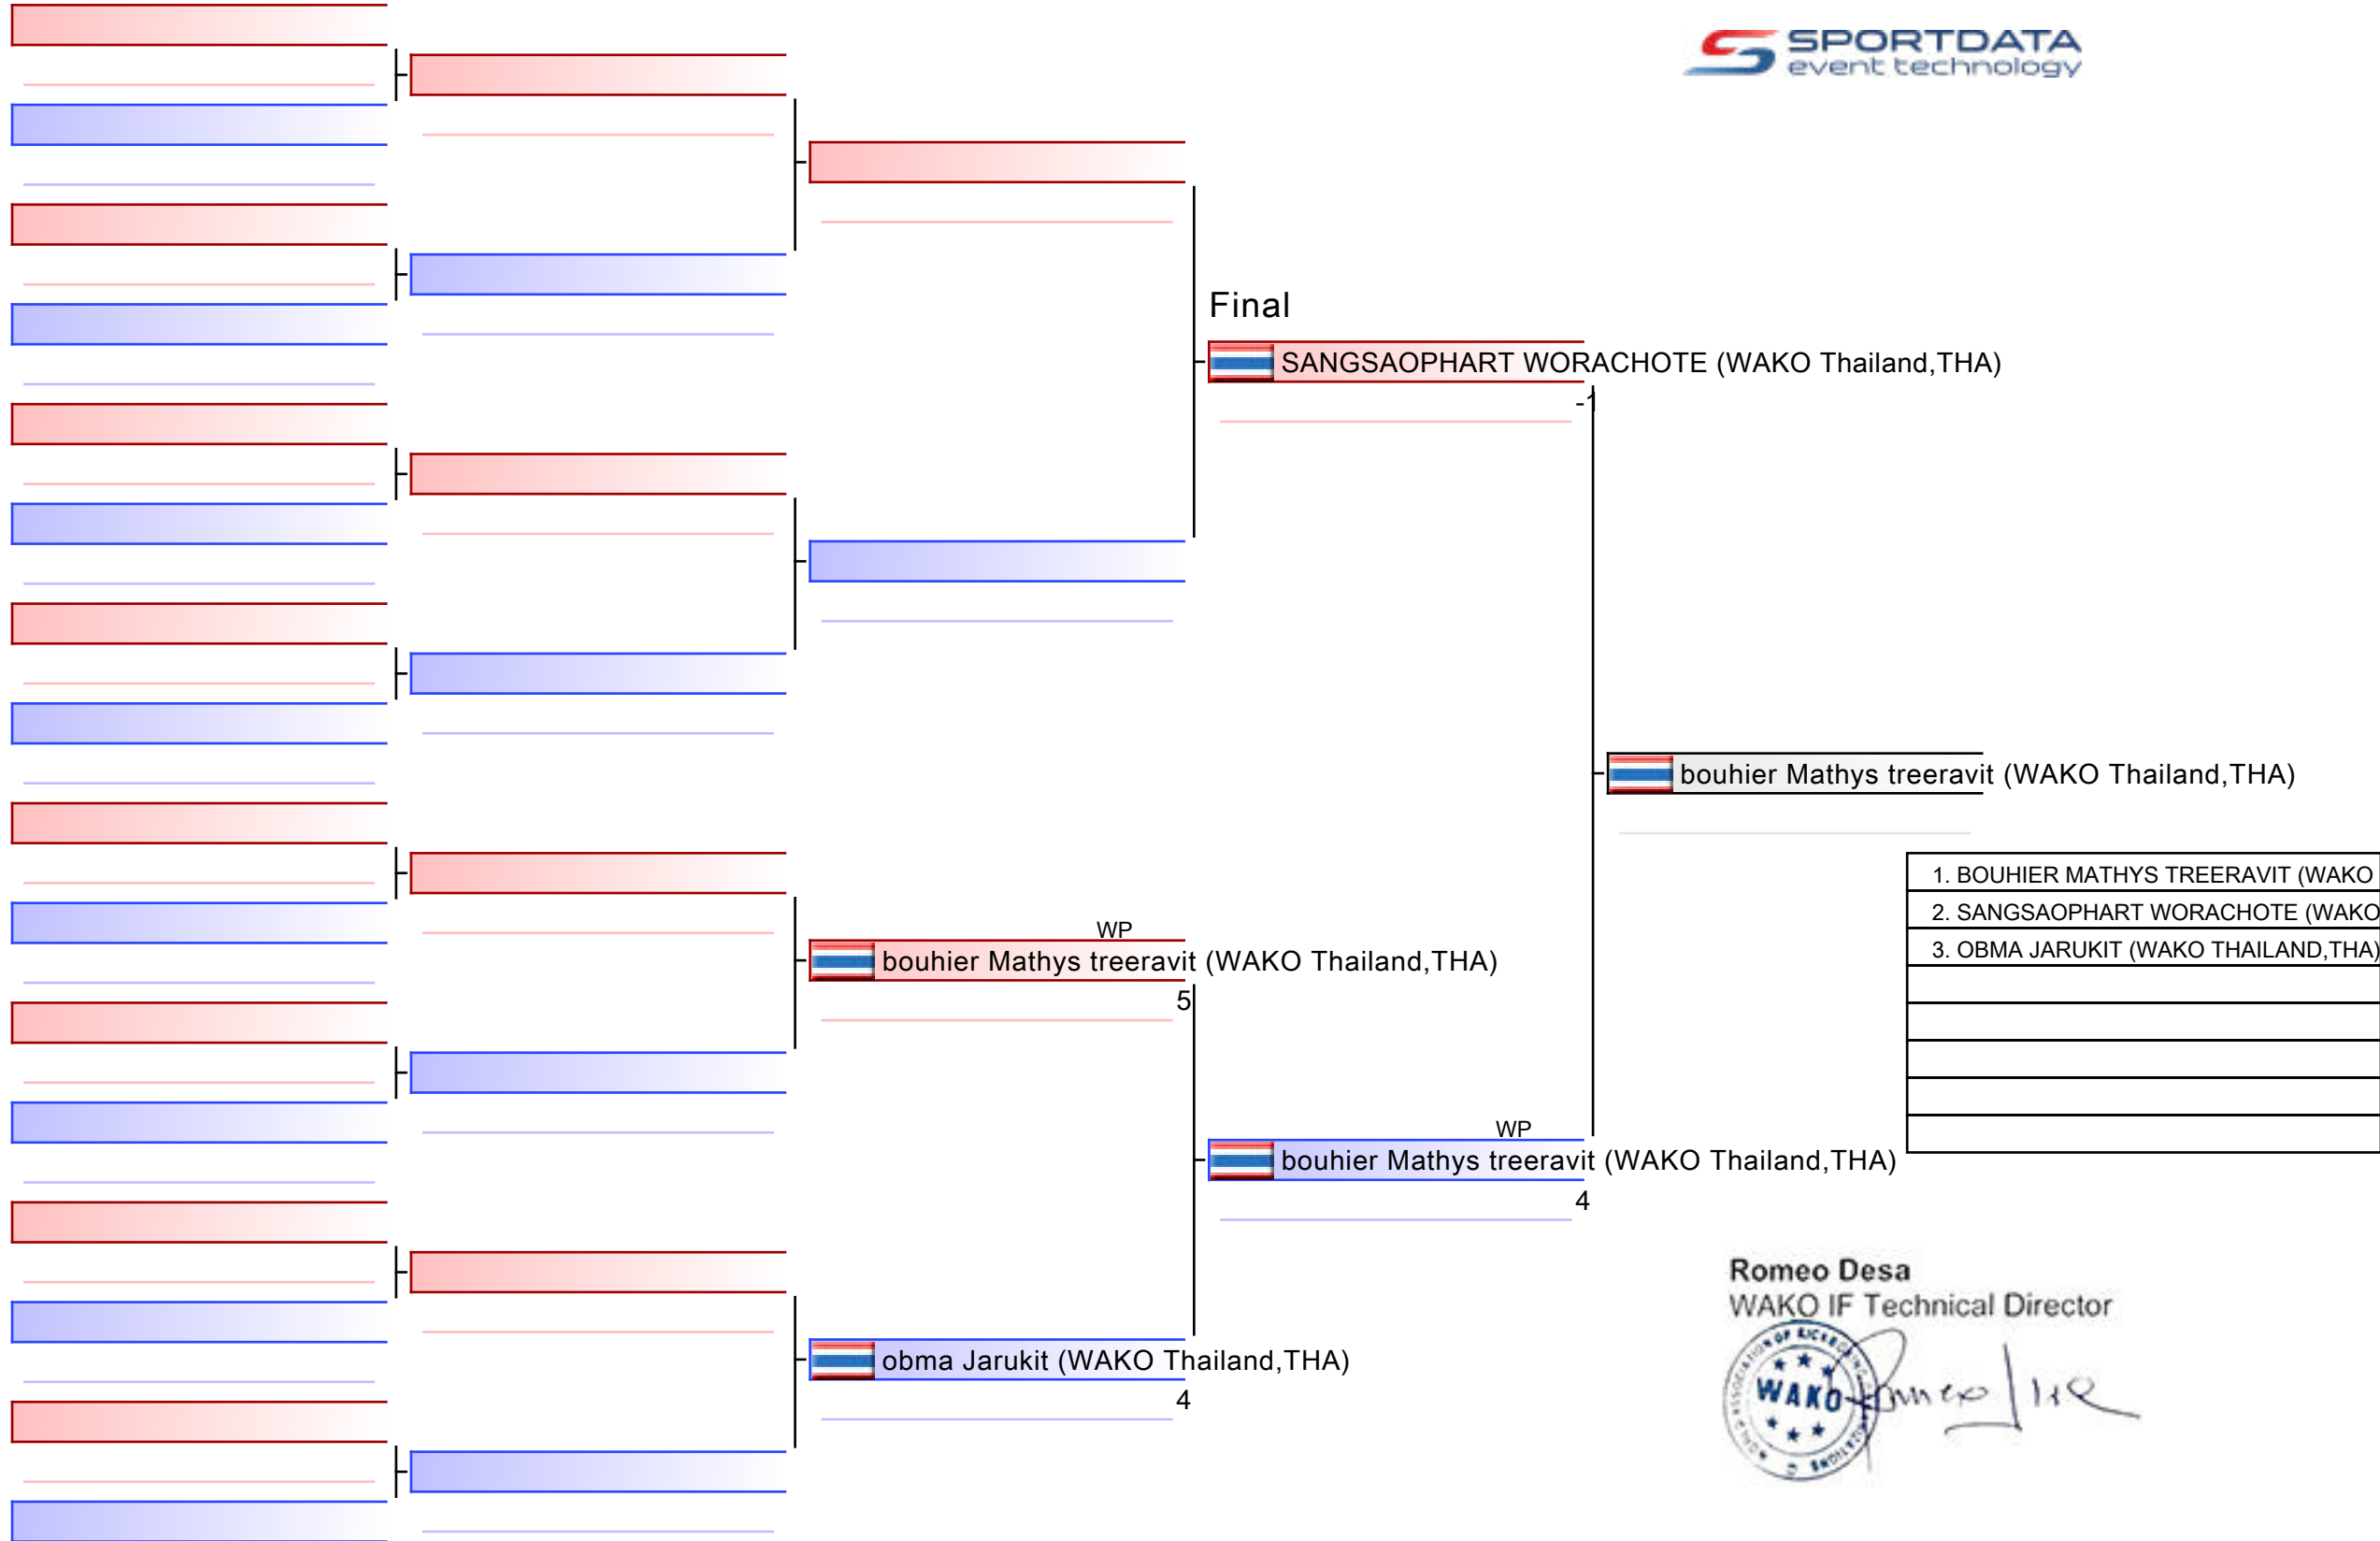 SPORTDATA
event technology
Final
SANGSAOPHART WORACHOTE (WAKO Thailand,THA)
-1
bouhier Mathys treeravit (WAKO Thailand,THA)
1. BOUHIER MATHYS TREERAVIT (WAKO
2. SANGSAOPHART WORACHOTE (WAKO
3. OBMA JARUKIT (WAKO THAILAND,THA)
WP
bouhier Mathys treeravit (WAKO Thailand,THA)
5
WP
bouhier Mathys treeravit (WAKO Thailand,THA)
4
obma Jarukit (WAKO Thailand,THA)
4
Romeo Desa
WAKO IF Technical Director
WAKO